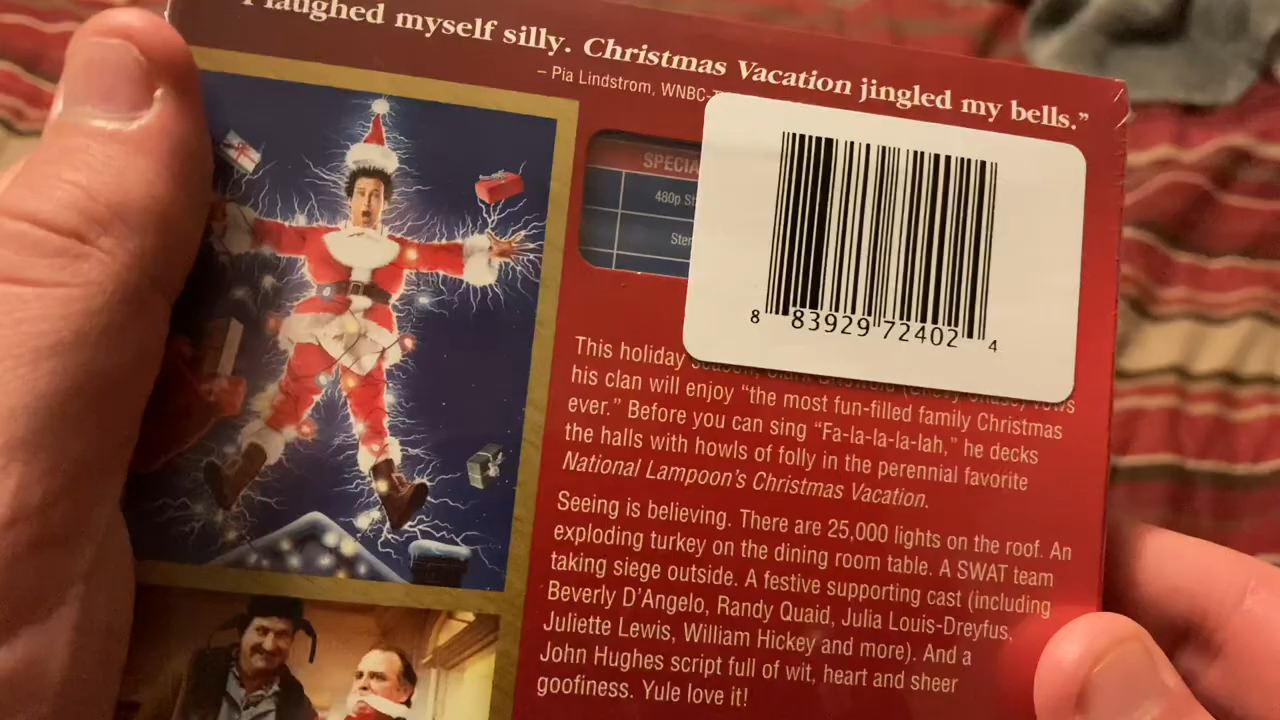 laughed myself silly. Christmas Vacation jingled my bells.”
– Pia Lindstrom, WNBC-
SPECIA
480p S
Ster
8 83929 72402 4
This holiday season, Clark Griswold (Chevy Chase) vows
his clan will enjoy “the most fun-filled family Christmas
ever.” Before you can sing “Fa-la-la-la-lah,” he decks
the halls with howls of folly in the perennial favorite
National Lampoon’s Christmas Vacation.
Seeing is believing. There are 25,000 lights on the roof. An
exploding turkey on the dining room table. A SWAT team
taking siege outside. A festive supporting cast (including
Beverly D’Angelo, Randy Quaid, Julia Louis-Dreyfus,
Juliette Lewis, William Hickey and more). And a
John Hughes script full of wit, heart and sheer
goofiness. Yule love it!